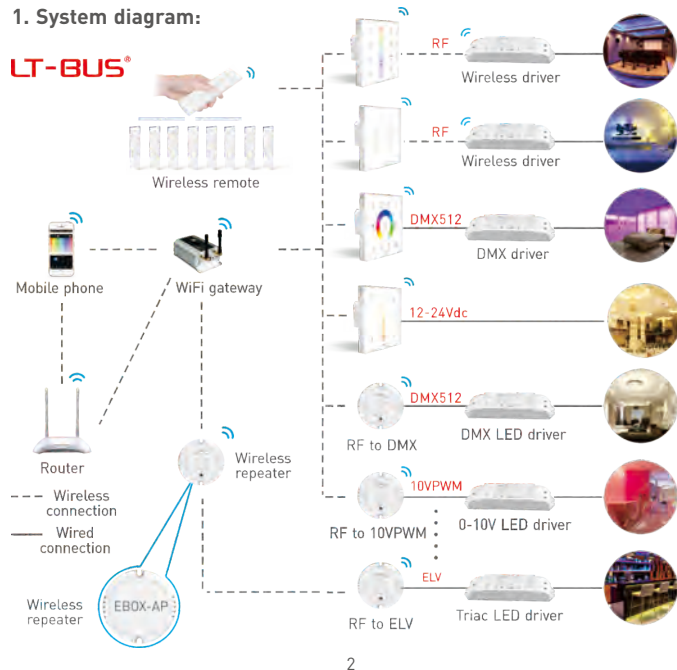 1. System diagram:
LT-BUS®
Wireless remote
RF
Wireless driver
RF
Wireless driver
DMX512
DMX driver
Mobile phone
WiFi gateway
12-24Vdc
DMX512
RF to DMX
DMX LED driver
Router
Wireless
repeater
Wireless
connection
Wired
connection
10VPWM
RF to 10VPWM
0-10V LED driver
Wireless
repeater
EBOX-AP
ELV
RF to ELV
Triac LED driver
2